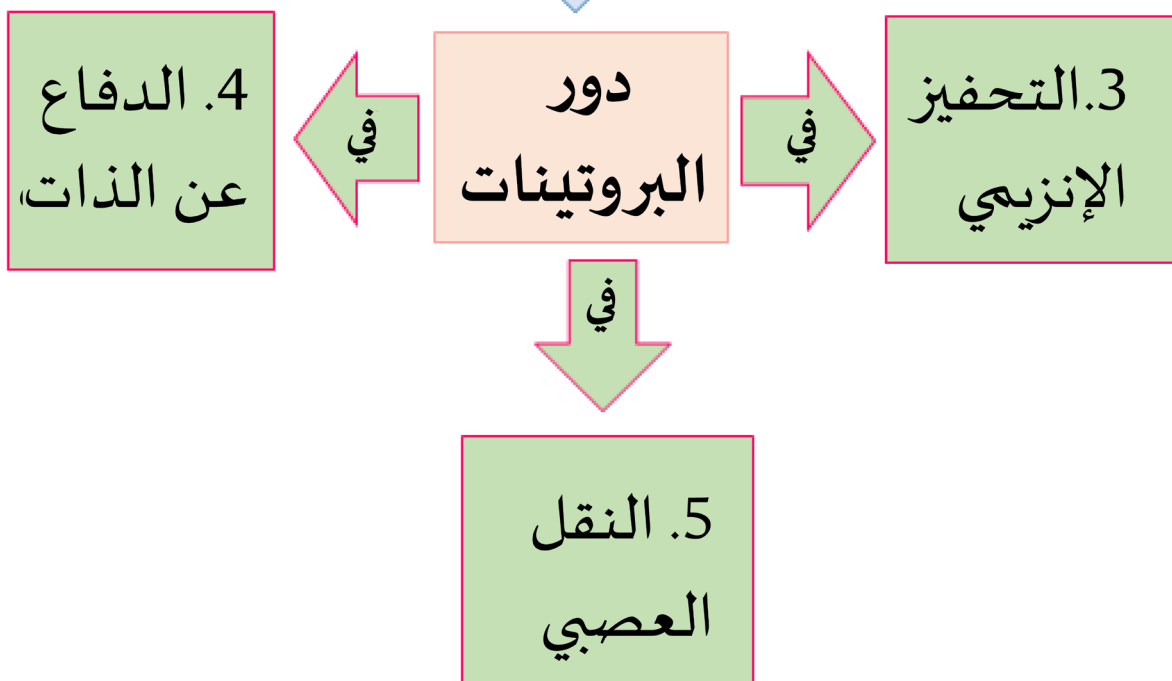 دور
البروتينات
في
3.التحفيز
الإنزيمي
في
4. الدفاع
عن الذات
في
5. النقل
العصبي